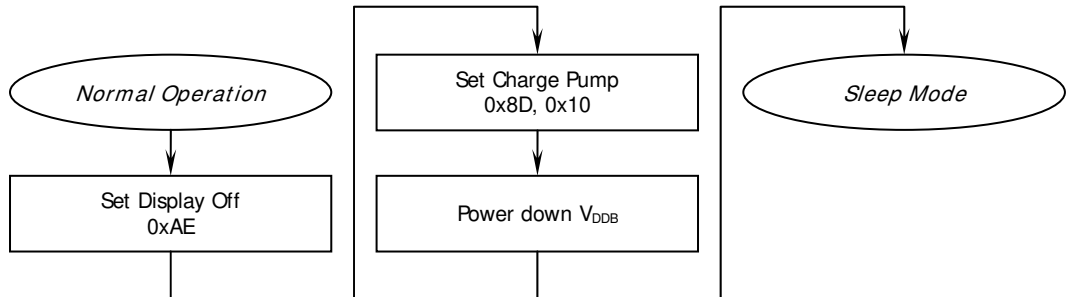 Normal Operation
Set Display Off
0xAE
Set Charge Pump
0x8D, 0x10
Power down VDDB
Sleep Mode